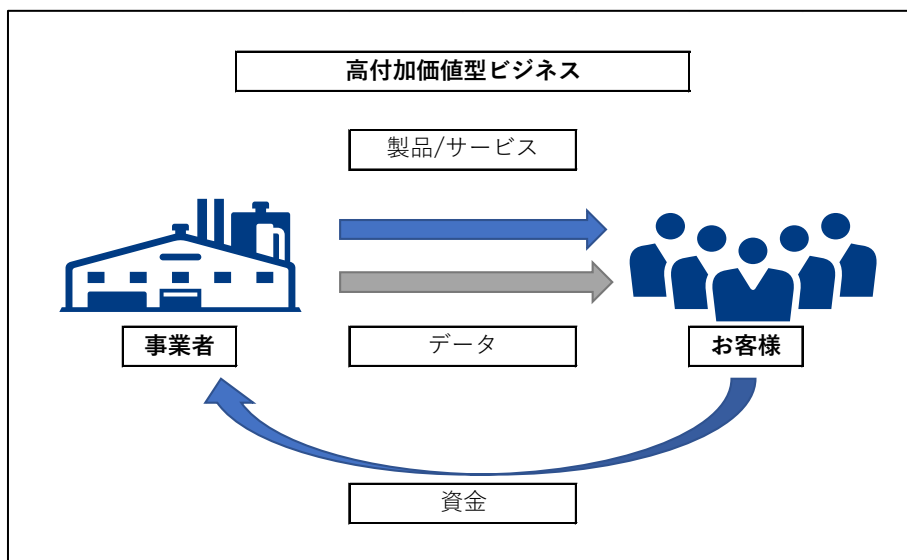 高付加価値型ビジネス
製品/サービス
事業者
データ
お客様
資金